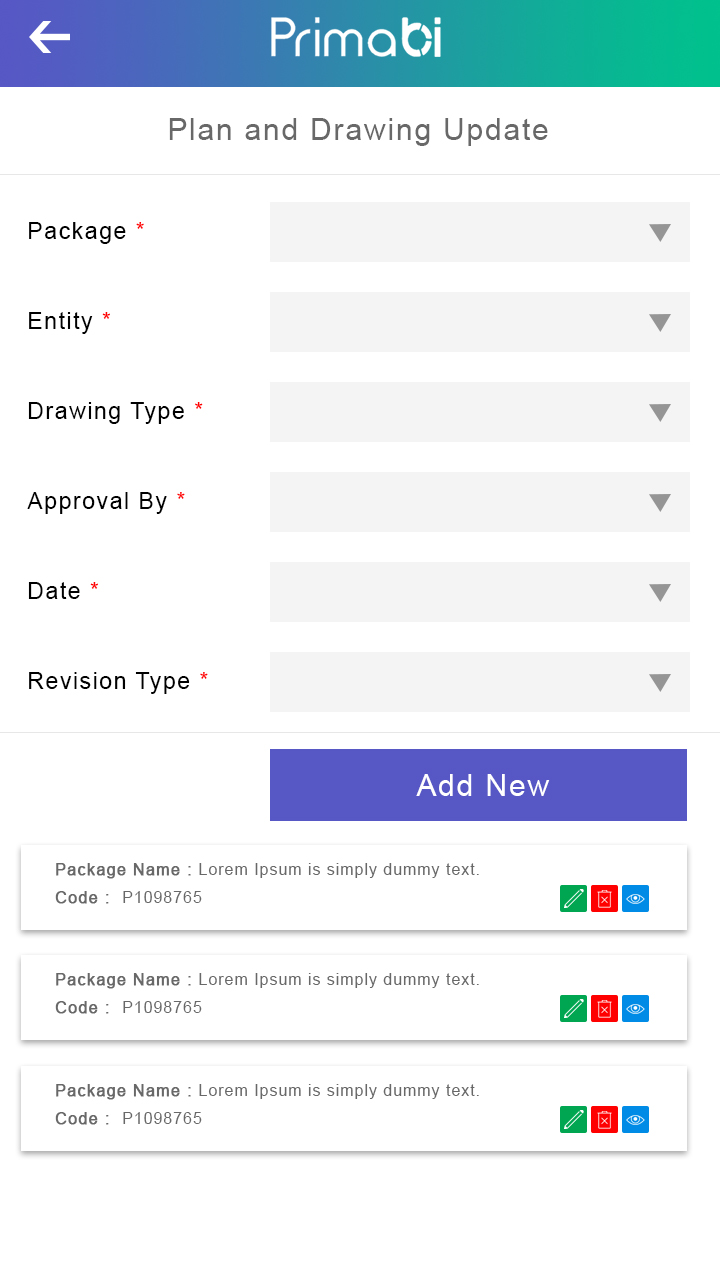 Primabi
Plan and Drawing Update
Package *
Entity *
Drawing Type *
Approval By *
Date *
Revision Type *
Add New
Package Name : Lorem Ipsum is simply dummy text.
Code : P1098765
Package Name : Lorem Ipsum is simply dummy text.
Code : P1098765
Package Name : Lorem Ipsum is simply dummy text.
Code : P1098765